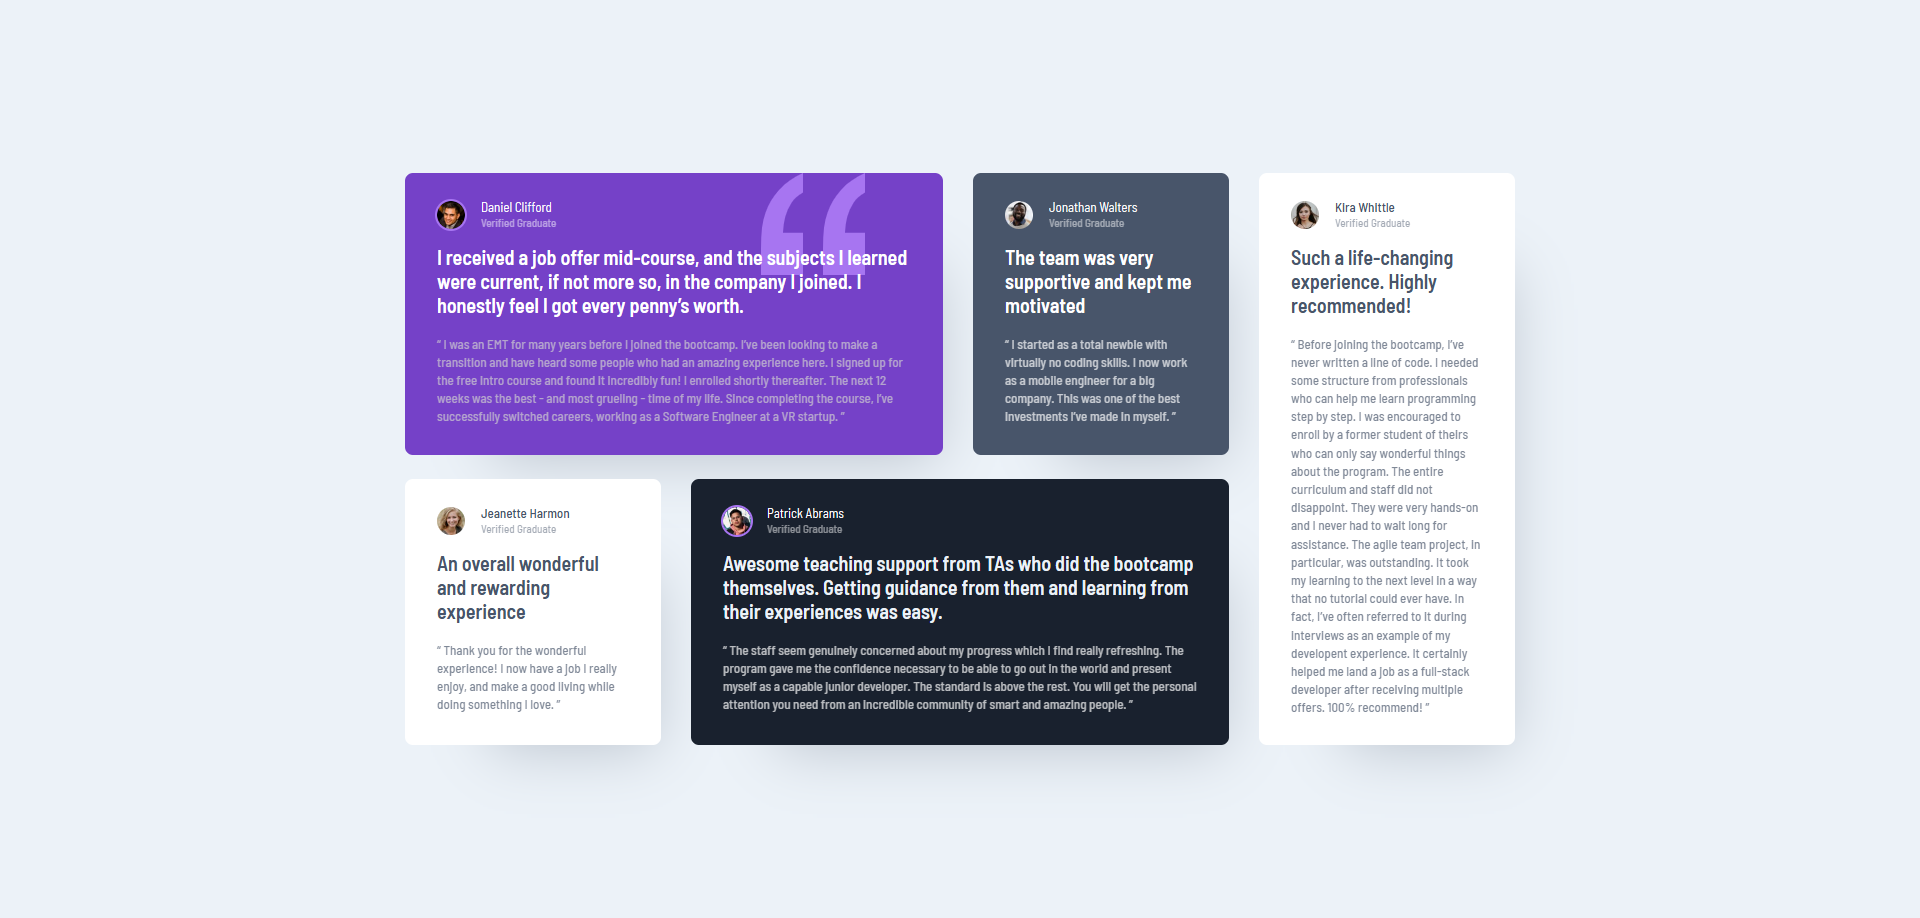 Daniel Clifford
Verified Graduate
I received a job offer mid-course, and the subjects I learned
were current, if not more so, in the company I joined. I
honestly feel I got every penny’s worth.
“ I was an EMT for many years before I joined the bootcamp. I’ve been looking to make a
transition and have heard some people who had an amazing experience here. I signed up for
the free intro course and found it incredibly fun! I enrolled shortly thereafter. The next 12
weeks was the best - and most grueling - time of my life. Since completing the course, I’ve
successfully switched careers, working as a Software Engineer at a VR startup. ”
Jonathan Walters
Verified Graduate
The team was very
supportive and kept me
motivated
“ I started as a total newbie with
virtually no coding skills. I now work
as a mobile engineer for a big
company. This was one of the best
investments I’ve made in myself. ”
Kira Whittle
Verified Graduate
Such a life-changing
experience. Highly
recommended!
“ Before joining the bootcamp, I’ve
never written a line of code. I needed
some structure from professionals
who can help me learn programming
step by step. I was encouraged to
enroll by a former student of theirs
who can only say wonderful things
about the program. The entire
curriculum and staff did not
disappoint. They were very hands-on
and I never had to wait long for
assistance. The agile team project, in
particular, was outstanding. It took
my learning to the next level in a way
that no tutorial could ever have. In
fact, I’ve often referred to it during
interviews as an example of my
developent experience. It certainly
helped me land a job as a full-stack
developer after receiving multiple
offers. 100% recommend! ”
Jeanette Harmon
Verified Graduate
An overall wonderful
and rewarding
experience
“ Thank you for the wonderful
experience! I now have a job I really
enjoy, and make a good living while
doing something I love. ”
Patrick Abrams
Verified Graduate
Awesome teaching support from TAs who did the bootcamp
themselves. Getting guidance from them and learning from
their experiences was easy.
“ The staff seem genuinely concerned about my progress which I find really refreshing. The
program gave me the confidence necessary to be able to go out in the world and present
myself as a capable junior developer. The standard is above the rest. You will get the personal
attention you need from an incredible community of smart and amazing people. ”